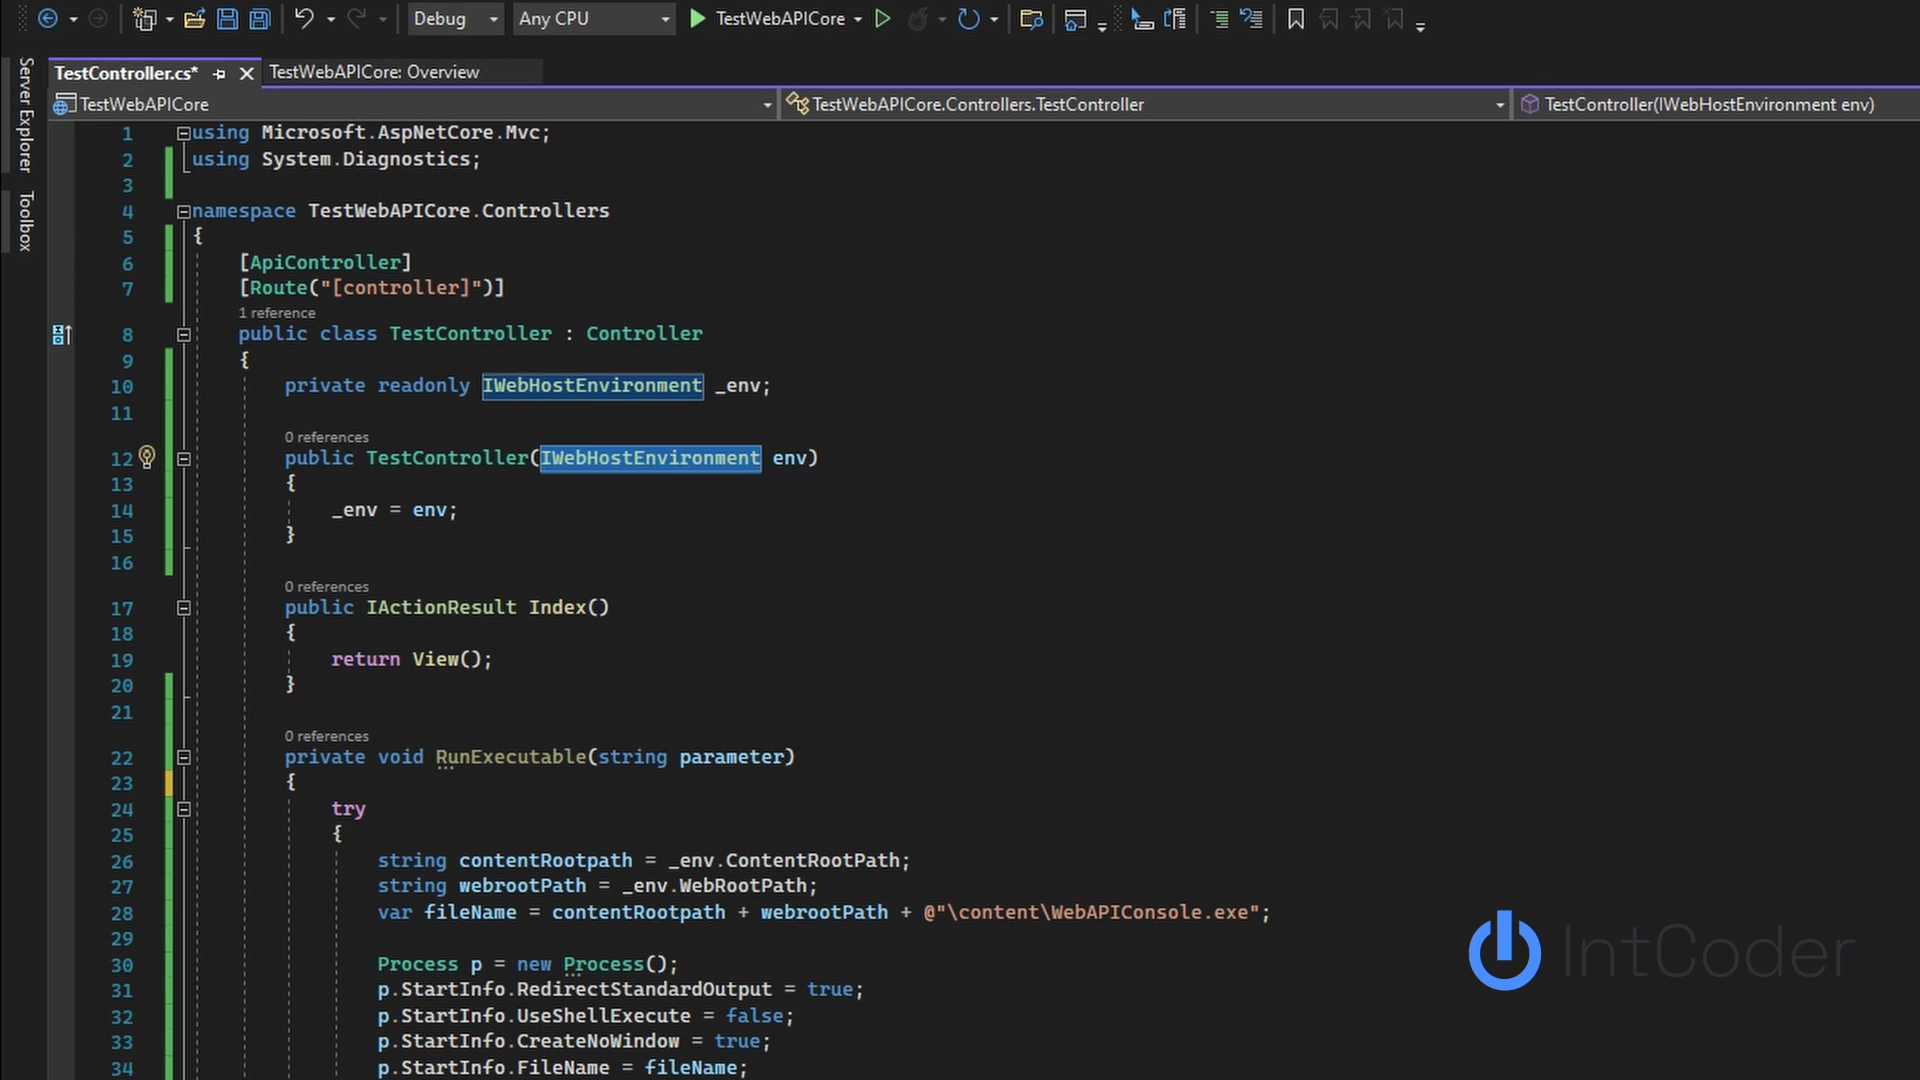 Debug Any CPU TestWebAPICore
Server Explorer
Toolbox
TestController.cs* TestWebAPICore: Overview
TestWebAPICore TestWebAPICore.Controllers.TestController TestController(IWebHostEnvironment env)
1 using Microsoft.AspNetCore.Mvc;
2 using System.Diagnostics;
3
4 namespace TestWebAPICore.Controllers
5 {
6 [ApiController]
7 [Route("[controller]")]
1 reference
8 public class TestController : Controller
9 {
10 private readonly IWebHostEnvironment _env;
11
0 references
12 public TestController(IWebHostEnvironment env)
13 {
14 _env = env;
15 }
16
0 references
17 public IActionResult Index()
18 {
19 return View();
20 }
21
0 references
22 private void RunExecutable(string parameter)
23 {
24 try
25 {
26 string contentRootpath = _env.ContentRootPath;
27 string webrootPath = _env.WebRootPath;
28 var fileName = contentRootpath + webrootPath + @"\content\WebAPIConsole.exe";
29
30 Process p = new Process();
31 p.StartInfo.RedirectStandardOutput = true;
32 p.StartInfo.UseShellExecute = false;
33 p.StartInfo.CreateNoWindow = true;
34 p.StartInfo.FileName = fileName;
IntCoder